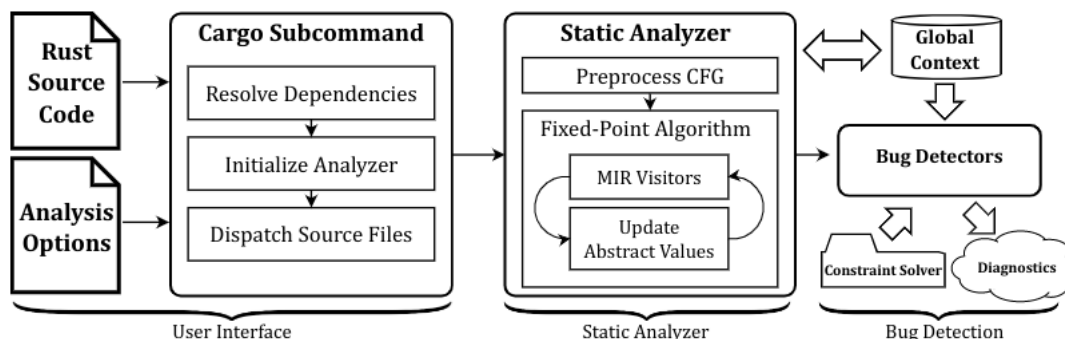 Rust
Source
Code
Analysis
Options
Cargo Subcommand
Resolve Dependencies
Initialize Analyzer
Dispatch Source Files
User Interface
Static Analyzer
Preprocess CFG
Fixed-Point Algorithm
MIR Visitors
Update
Abstract Values
Static Analyzer
Global
Context
Bug Detectors
Constraint Solver
Diagnostics
Bug Detection